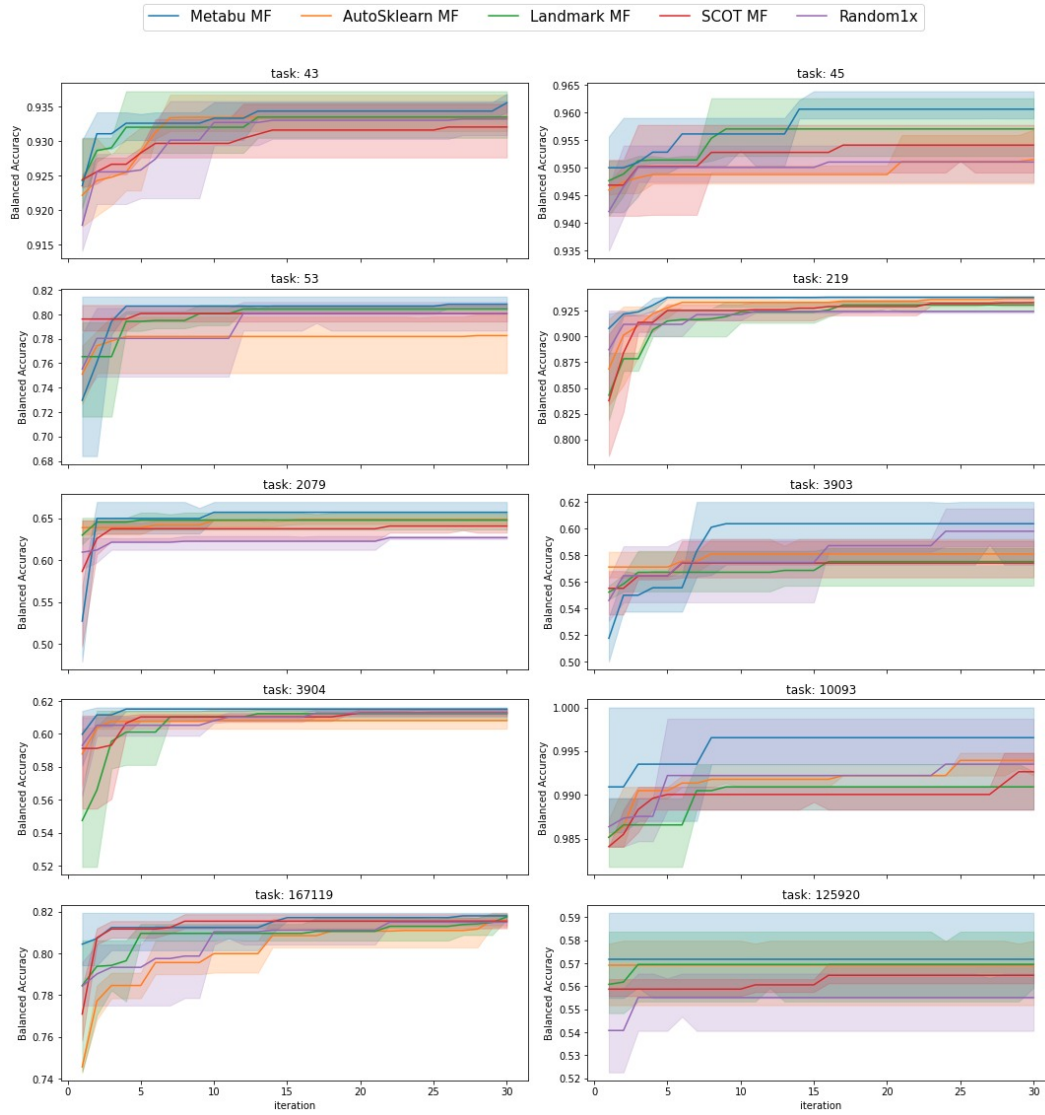 Metabu MF AutoSklearn MF Landmark MF SCOT MF Random1x
task: 43
0.935
0.930
0.925
0.920
0.915
Balanced Accuracy
task: 45
0.965
0.960
0.955
0.950
0.945
0.940
0.935
Balanced Accuracy
task: 53
0.82
0.80
0.78
0.76
0.74
0.72
0.70
0.68
Balanced Accuracy
task: 219
0.925
0.900
0.875
0.850
0.825
0.800
Balanced Accuracy
task: 2079
0.65
0.60
0.55
0.50
Balanced Accuracy
task: 3903
0.62
0.60
0.58
0.56
0.54
0.52
0.50
Balanced Accuracy
task: 3904
0.62
0.60
0.58
0.56
0.54
0.52
Balanced Accuracy
task: 10093
1.000
0.995
0.990
0.985
Balanced Accuracy
task: 167119
0.82
0.80
0.78
0.76
0.74
Balanced Accuracy
0 5 10 15 20 25 30
iteration
task: 125920
0.59
0.58
0.57
0.56
0.55
0.54
0.53
0.52
Balanced Accuracy
0 5 10 15 20 25 30
iteration